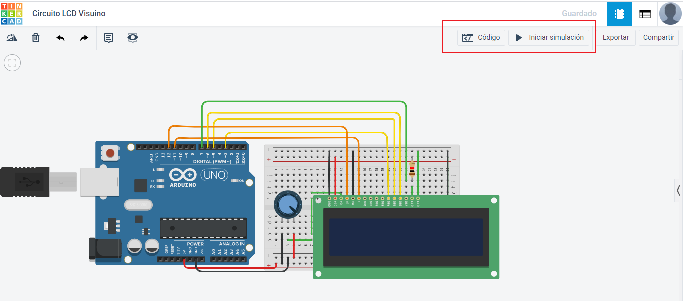 TIN
KER
CAD
Circuito LCD Visuino
Guardado
Código
Iniciar simulación
Exportar
Compartir
DIGITAL (PWM~)
UNO
ARDUINO
POWER
ANALOG IN